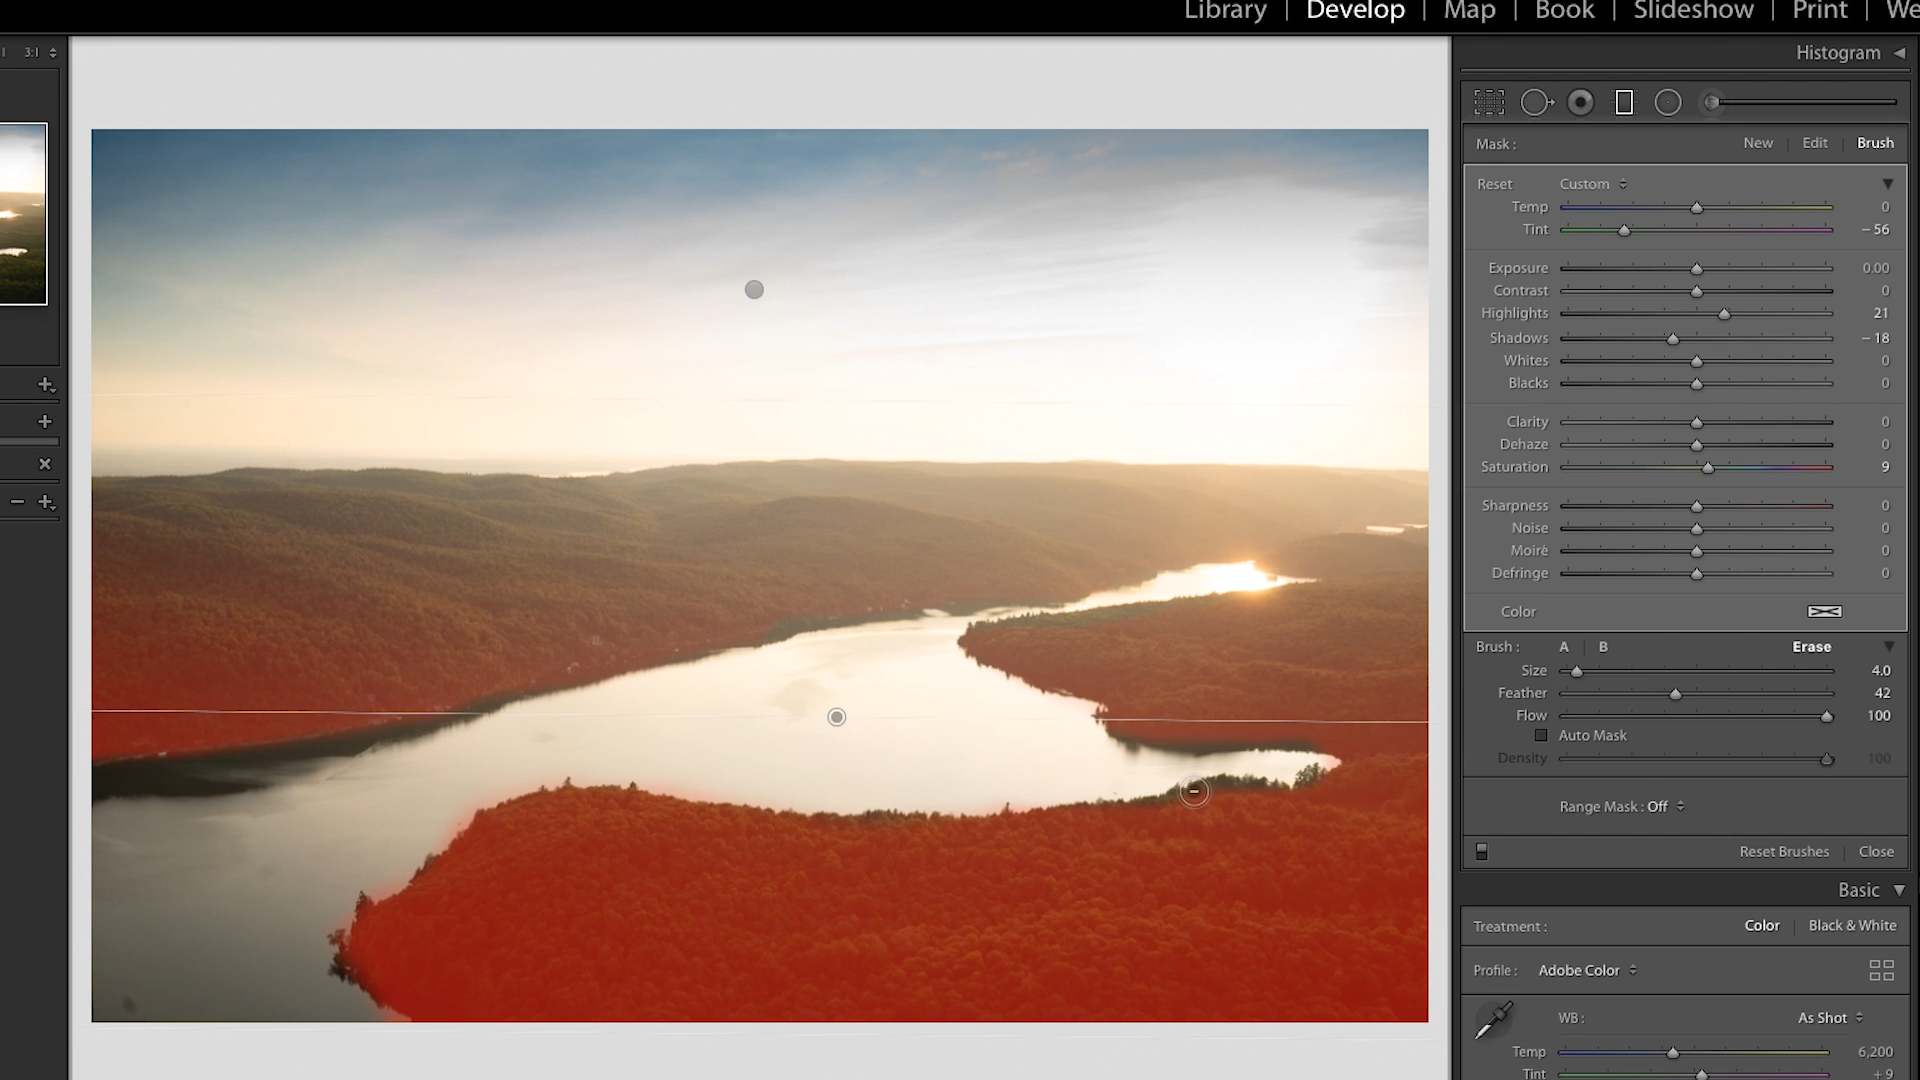 Library | Develop | Map | Book | Slideshow | Print | We
3:1
Histogram
Mask : New | Edit | Brush
Reset Custom
Temp 0
Tint – 56
Exposure 0.00
Contrast 0
Highlights 21
Shadows – 18
Whites 0
Blacks 0
Clarity 0
Dehaze 0
Saturation 9
Sharpness 0
Noise 0
Moiré 0
Defringe 0
Color
Brush : A | B Erase
Size 4.0
Feather 42
Flow 100
Auto Mask
Density 100
Range Mask : Off
Reset Brushes | Close
Basic
Treatment : Color | Black & White
Profile : Adobe Color
WB : As Shot
Temp 6,200
Tint + 9